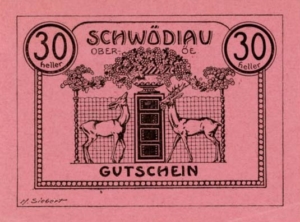 30 heller
SCHWÖDIAU
30 heller
OBER- ÖE.
GUTSCHEIN